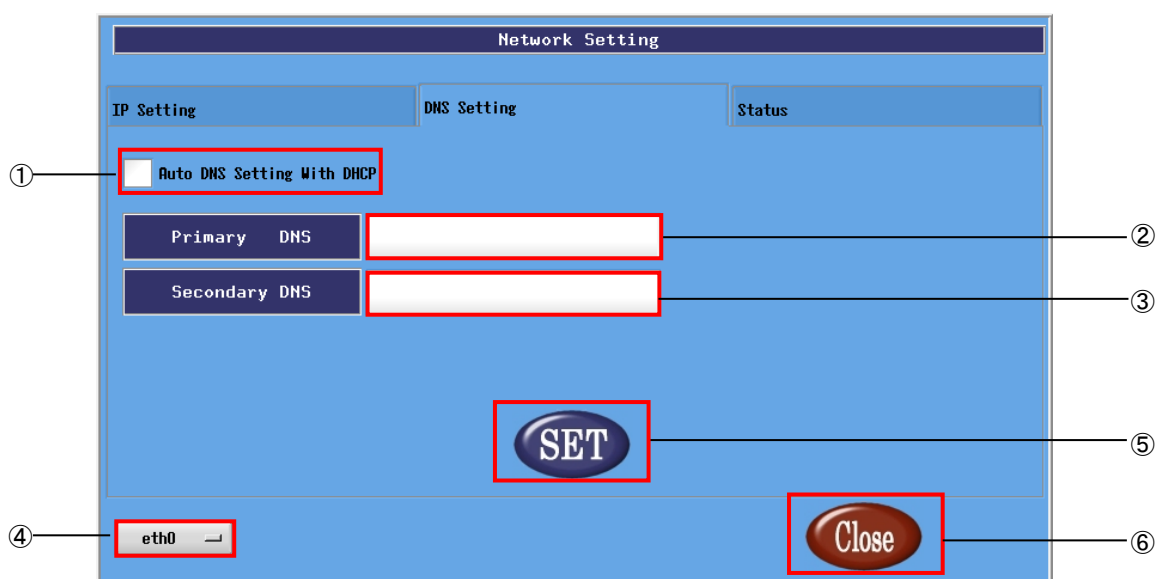 Network Setting
IP Setting
DNS Setting
Status
①
Auto DNS Setting With DHCP
Primary DNS
②
Secondary DNS
③
SET
⑤
④
eth0
Close
⑥